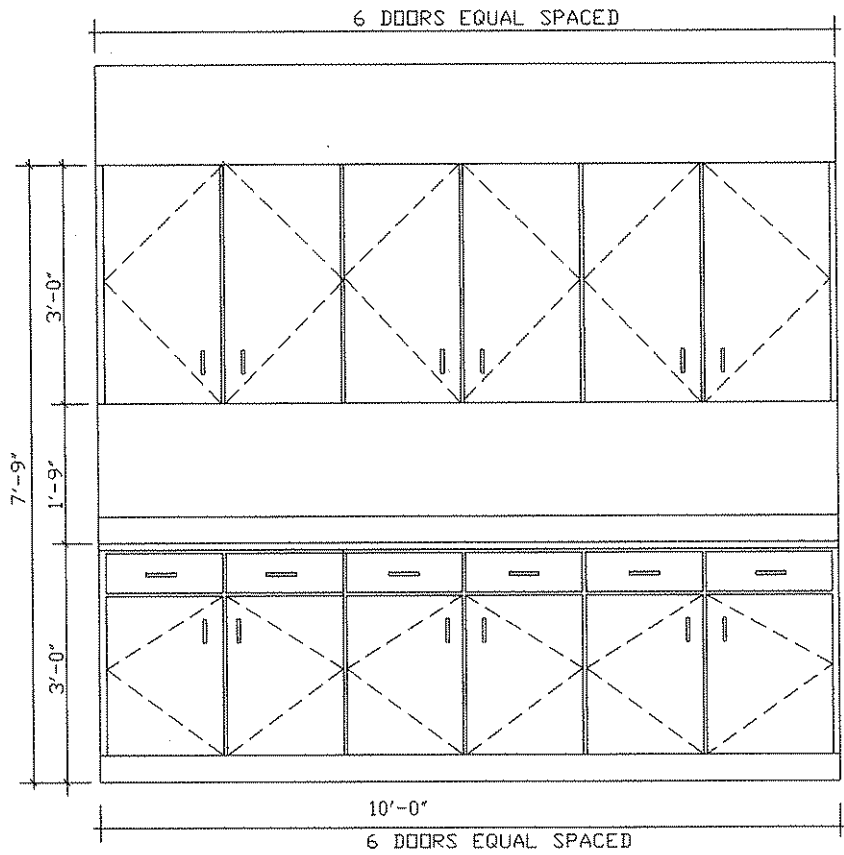 6 DOORS EQUAL SPACED
3'-0"
7'-9"
1'-9"
3'-0"
10'-0"
6 DOORS EQUAL SPACED